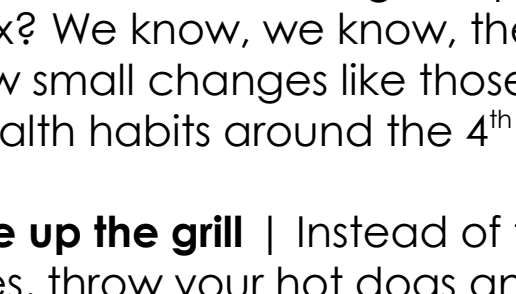 x? We know, we know, the
w small changes like those
alth habits around the 4th
e up the grill | Instead of
es, throw your hot dogs an